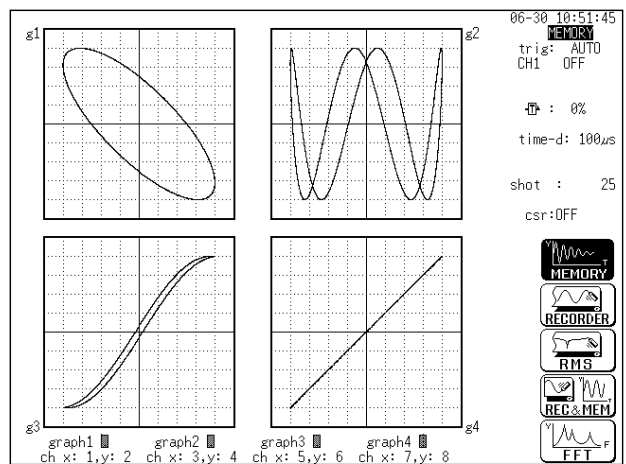 06-30 10:51:45
MEMORY
trig: AUTO
CH1 OFF
T : 0%
time-d: 100μs
shot : 25
csr:OFF
g1
g2
g3
g4
graph1 graph2 graph3 graph4
ch x: 1,y: 2 ch x: 3,y: 4 ch x: 5,y: 6 ch x: 7,y: 8
Y T
MEMORY
RECORDER
RMS
Y T
REC&MEM
Y F
FFT